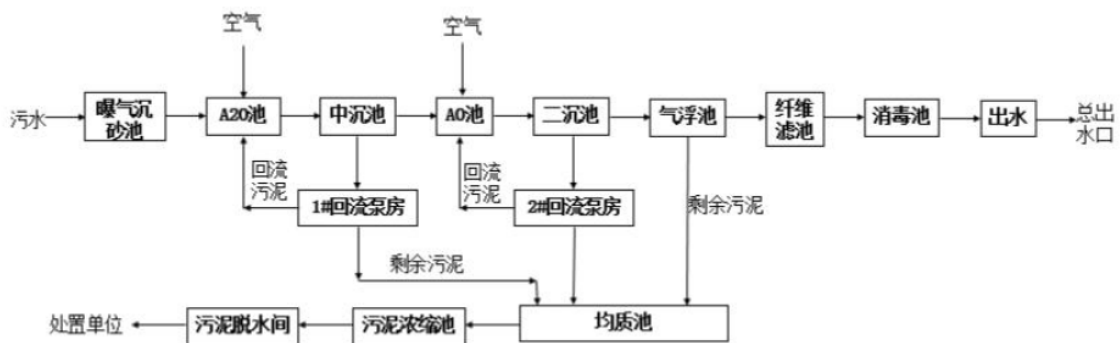 空气
空气
污水
曝气沉
砂池
A2O池
中沉池
AO池
二沉池
气浮池
纤维
滤池
消毒池
出水
总出
水口
回流
污泥
回流
污泥
1#回流泵房
2#回流泵房
剩余污泥
剩余污泥
处置单位
污泥脱水间
污泥浓缩池
均质池